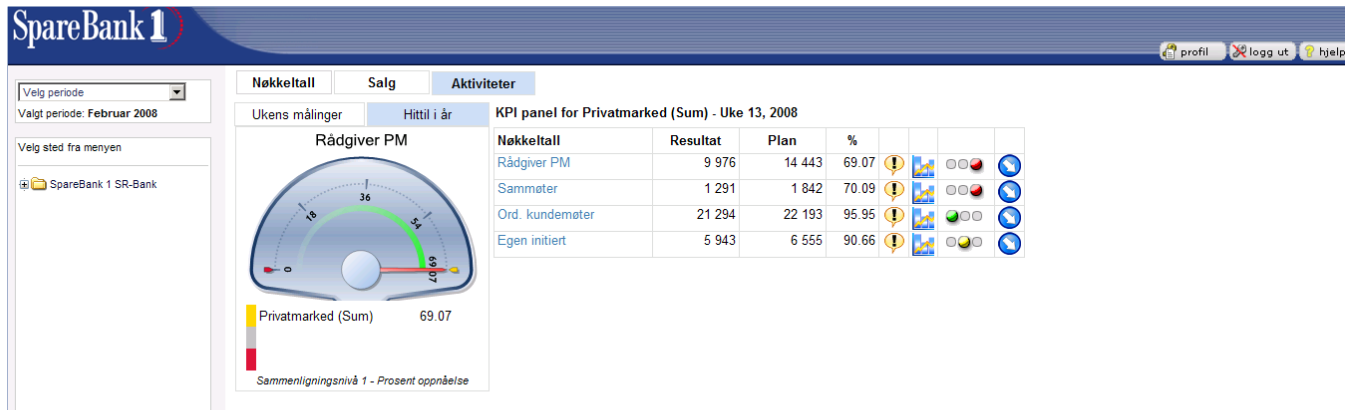 SpareBank 1
profil logg ut hjelp
Velg periode
Valgt periode: Februar 2008
Velg sted fra menyen
SpareBank 1 SR-Bank
Nøkkeltall Salg Aktiviteter
Ukens målinger Hittil i år
Rådgiver PM
0 18 36 54 69.07
Privatmarked (Sum) 69.07
Sammenligningsnivå 1 - Prosent oppnåelse
KPI panel for Privatmarked (Sum) - Uke 13, 2008
Nøkkeltall Resultat Plan %
Rådgiver PM 9 976 14 443 69.07
Sammøter 1 291 1 842 70.09
Ord. kundemøter 21 294 22 193 95.95
Egen initiert 5 943 6 555 90.66